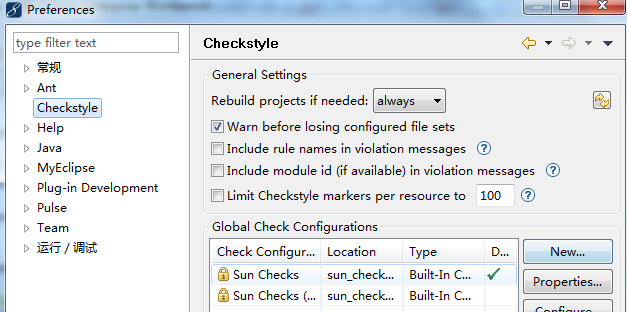 Preferences
type filter text
常规
Ant
Checkstyle
Help
Java
MyEclipse
Plug-in Development
Pulse
Team
运行 / 调试
Checkstyle
General Settings
Rebuild projects if needed: always
Warn before losing configured file sets
Include rule names in violation messages
Include module id (if available) in violation messages
Limit Checkstyle markers per resource to 100
Global Check Configurations
Check Configur... Location Type D...
Sun Checks sun_check... Built-In C...
Sun Checks (... sun_check... Built-In C...
New...
Properties...
Configure...